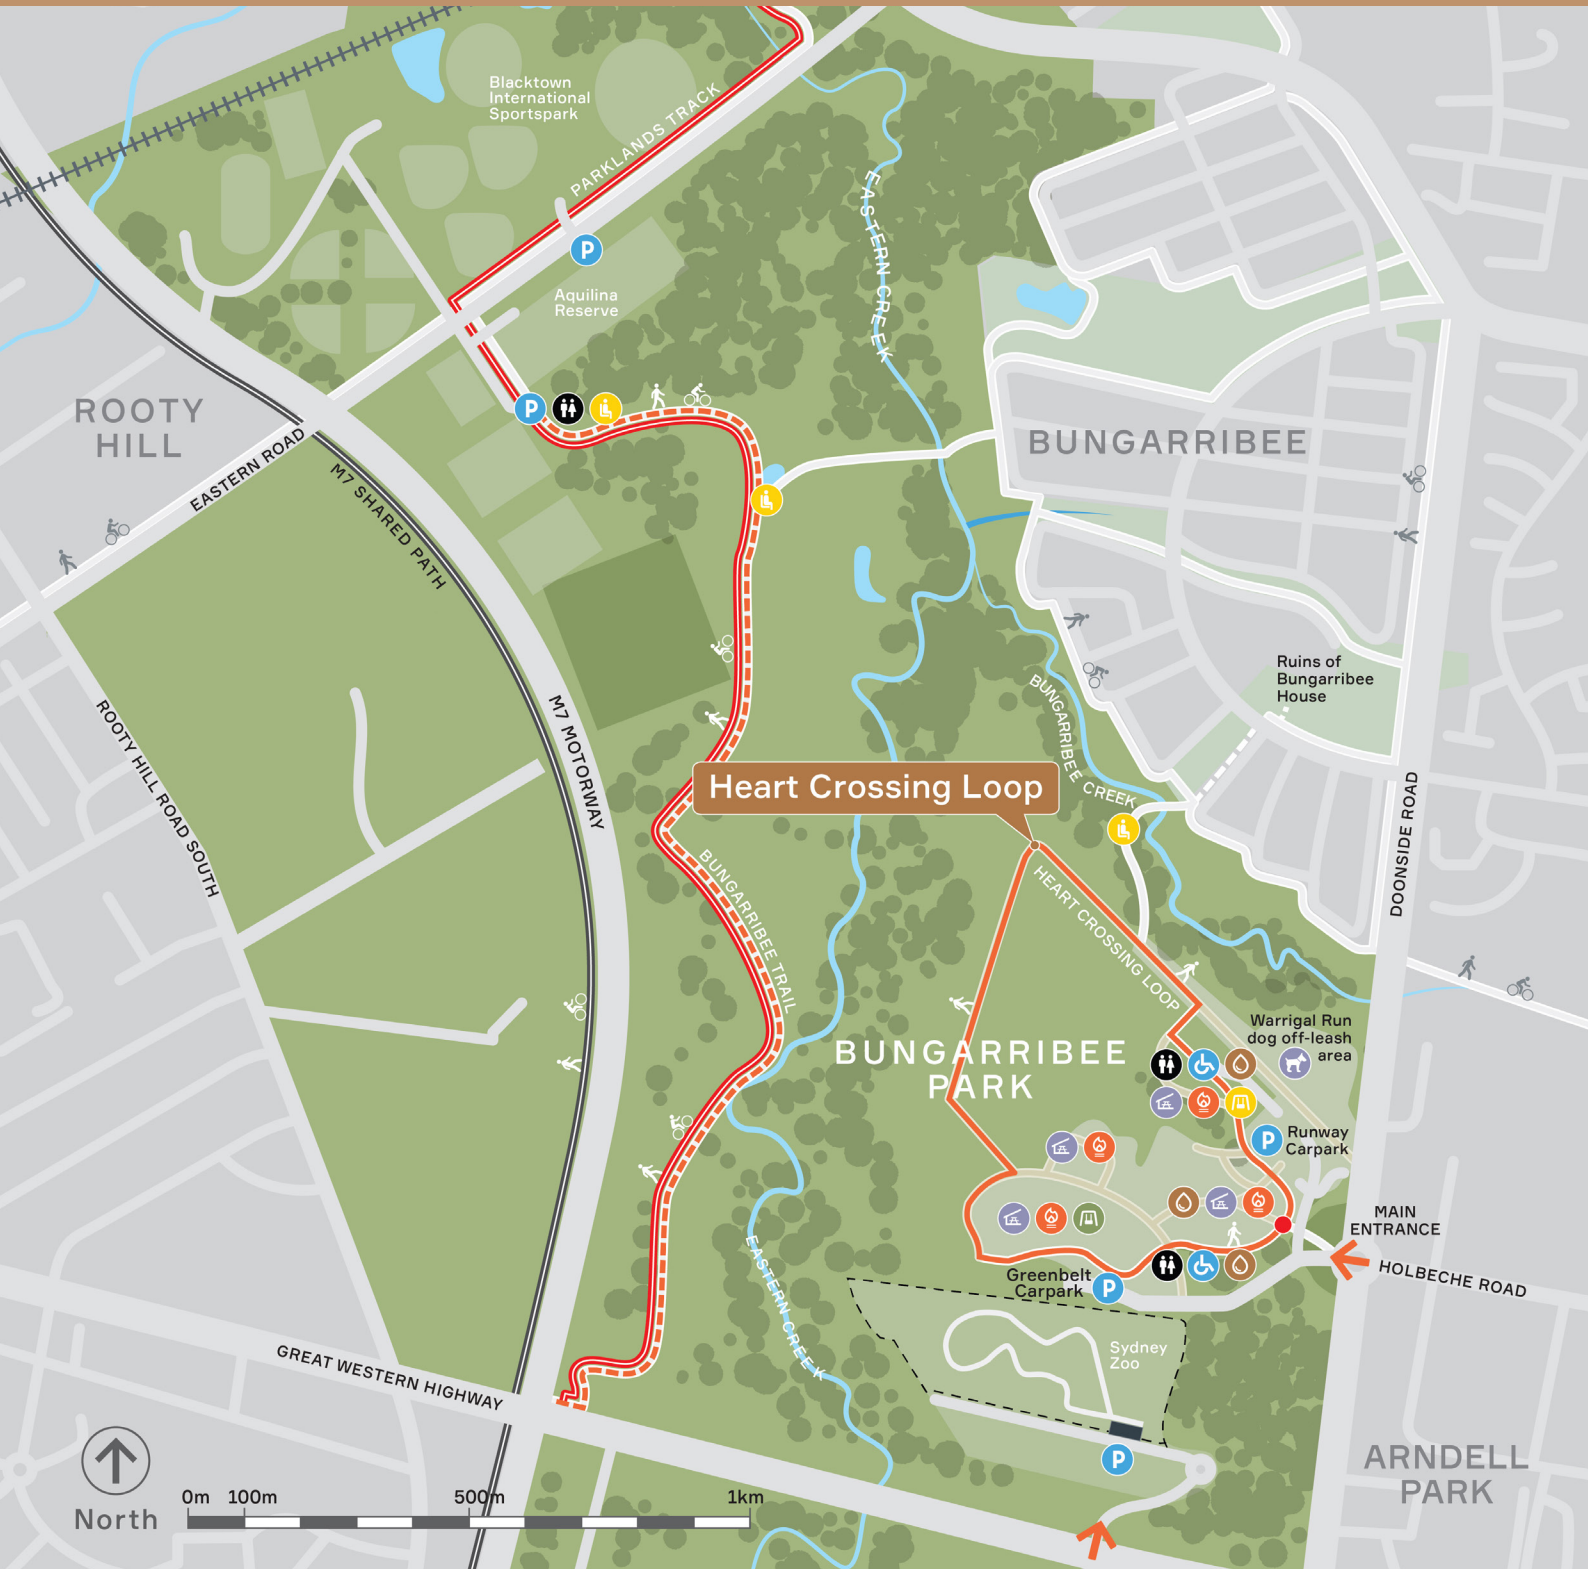 Blacktown
International
Sportspark
PARKLANDS TRACK
P
Aquilina
Reserve
EASTERN CREEK
ROOTY
HILL
EASTERN ROAD
M7 SHARED PATH
P
BUNGARRIBEE
Ruins of
Bungarribee
House
BUNGARRIBEE CREEK
ROOTY HILL ROAD SOUTH
M7 MOTORWAY
Heart Crossing Loop
DOONSIDE ROAD
BUNGARRIBEE TRAIL
HEART CROSSING LOOP
BUNGARRIBEE
PARK
Warrigal Run
dog off-leash
area
P
Runway
Carpark
MAIN
ENTRANCE
HOLBECHE ROAD
Greenbelt
Carpark
P
EASTERN CREEK
Sydney
Zoo
GREAT WESTERN HIGHWAY
P
ARNDELL
PARK
North
0m 100m 500m 1km